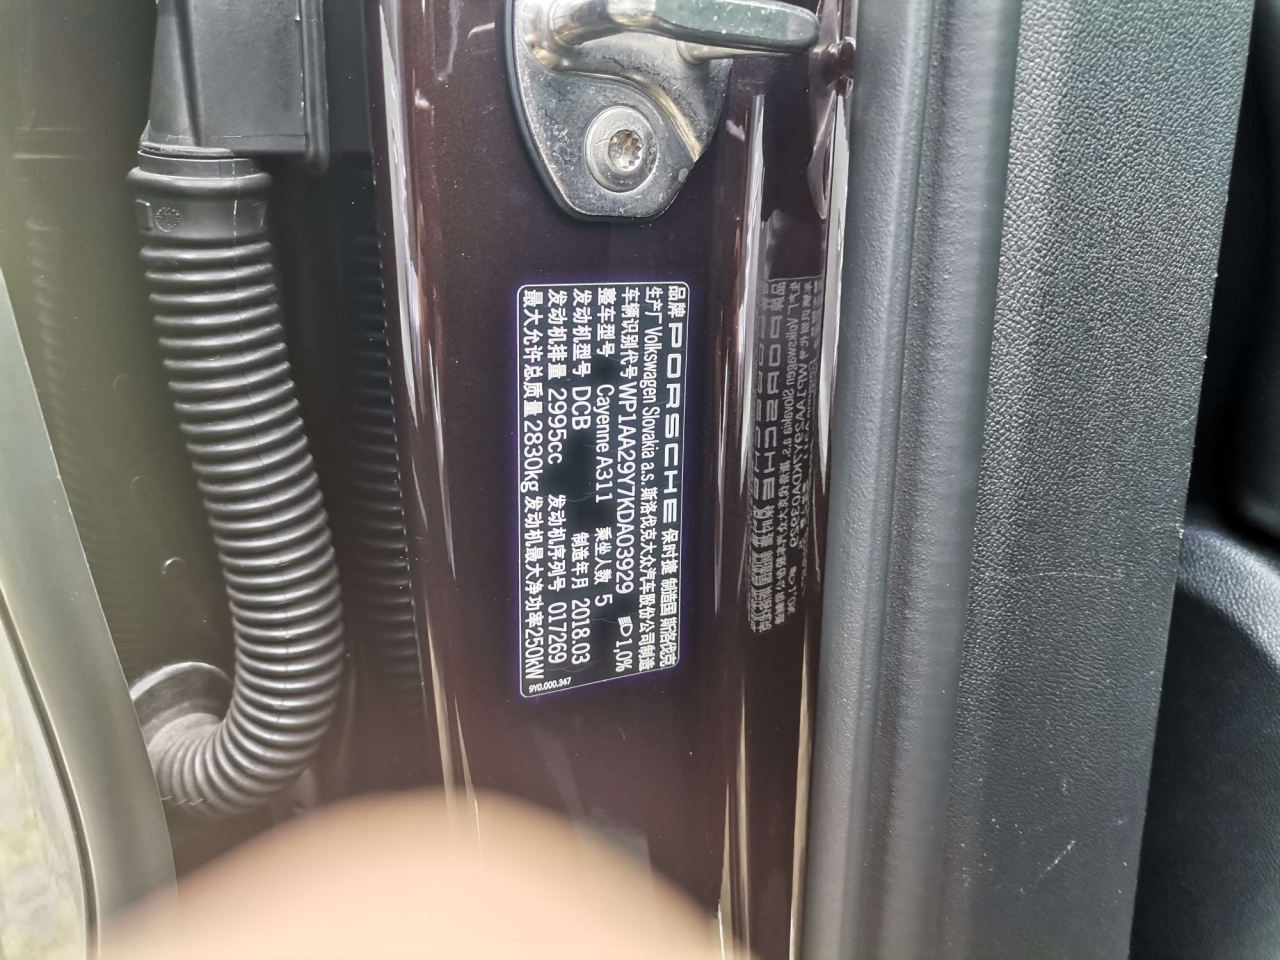 品牌 PORSCHE 保时捷 制造国 斯洛伐克
生产厂 Volkswagen Slovakia a.s. 斯洛伐克大众汽车股份公司制造
车辆识别代号 WP1AA29Y7KDA03929 1,0%
整车型号 Cayenne A311 乘坐人数 5
发动机型号 DCB 制造年月 2018.03
发动机排量 2995cc 发动机序列号 017269
最大允许总质量 2830kg 发动机最大净功率 250kW
9Y0.000.347